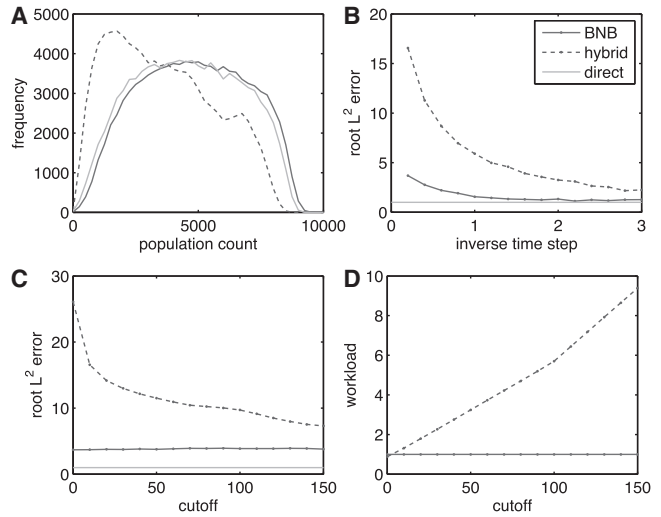 A
5000
4000
3000
2000
1000
0
frequency
0 5000 10000
population count
B
20
15
10
5
0
root L² error
BNB
hybrid
direct
0 1 2 3
inverse time step
C
30
20
10
0
root L² error
0 50 100 150
cutoff
D
10
8
6
4
2
0
workload
0 50 100 150
cutoff